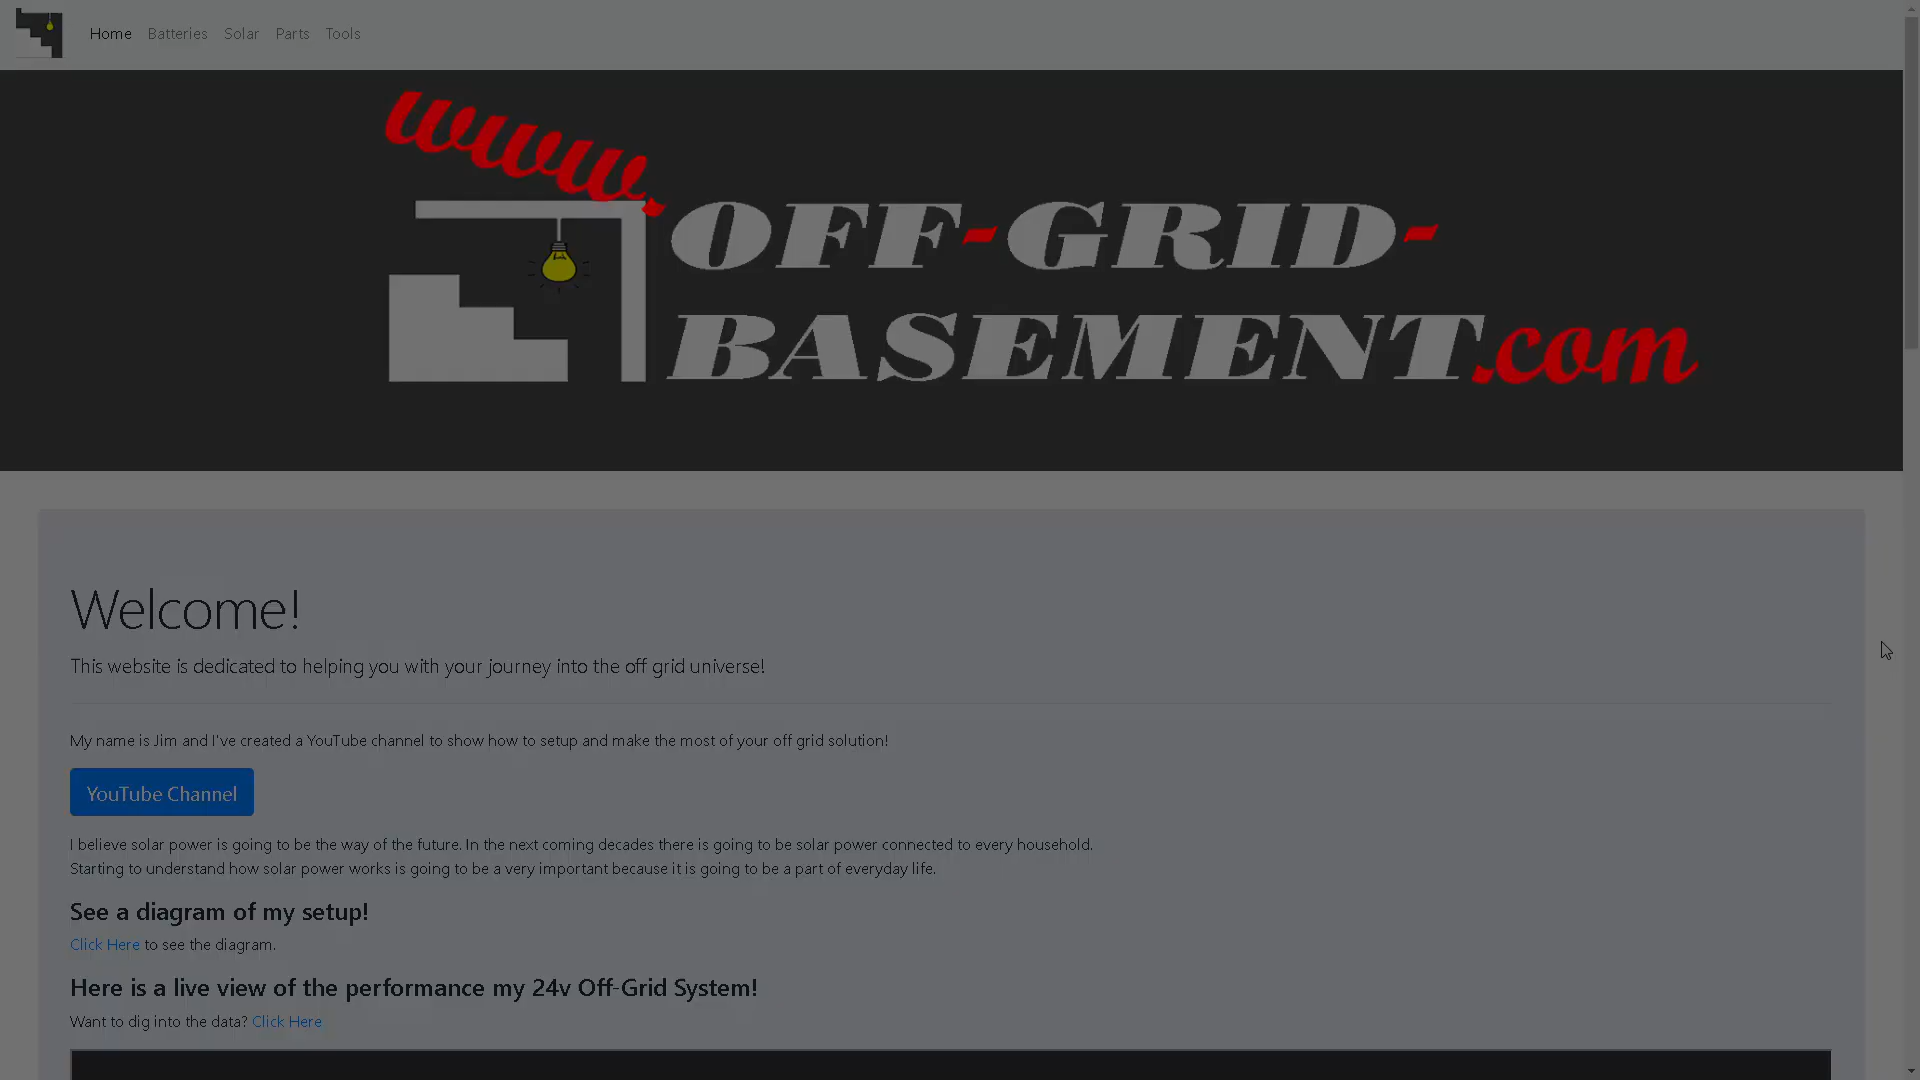 Home Batteries Solar Parts Tools
www.
OFF-GRID-
BASEMENT.com
Welcome!
This website is dedicated to helping you with your journey into the off grid universe!
My name is Jim and I've created a YouTube channel to show how to setup and make the most of your off grid solution!
YouTube Channel
I believe solar power is going to be the way of the future. In the next coming decades there is going to be solar power connected to every household.
Starting to understand how solar power works is going to be a very important because it is going to be a part of everyday life.
See a diagram of my setup!
Click Here to see the diagram.
Here is a live view of the performance my 24v Off-Grid System!
Want to dig into the data? Click Here